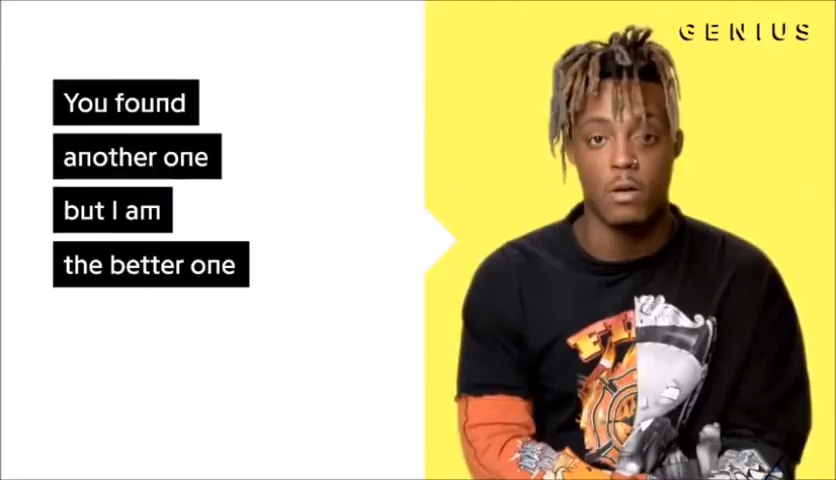 GENIUS
You found
another one
but I am
the better one